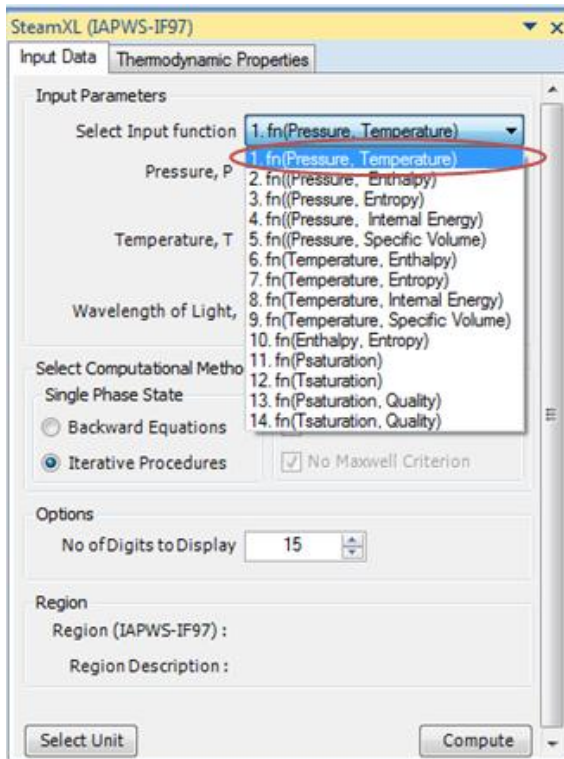 SteamXL (IAPWS-IF97)
Input Data Thermodynamic Properties
Input Parameters
Select Input function 1. fn(Pressure, Temperature)
1. fn(Pressure, Temperature)
Pressure, P
2. fn((Pressure, Enthalpy)
3. fn((Pressure, Entropy)
4. fn((Pressure, Internal Energy)
Temperature, T
5. fn((Pressure, Specific Volume)
6. fn(Temperature, Enthalpy)
7. fn(Temperature, Entropy)
8. fn(Temperature, Internal Energy)
Wavelength of Light,
9. fn(Temperature, Specific Volume)
10. fn(Enthalpy, Entropy)
11. fn(Psaturation)
12. fn(Tsaturation)
13. fn(Psaturation, Quality)
14. fn(Tsaturation, Quality)
Select Computational Metho
Single Phase State
Backward Equations
Iterative Procedures
No Maxwell Criterion
Options
No of Digits to Display 15
Region
Region (IAPWS-IF97) :
Region Description :
Select Unit Compute